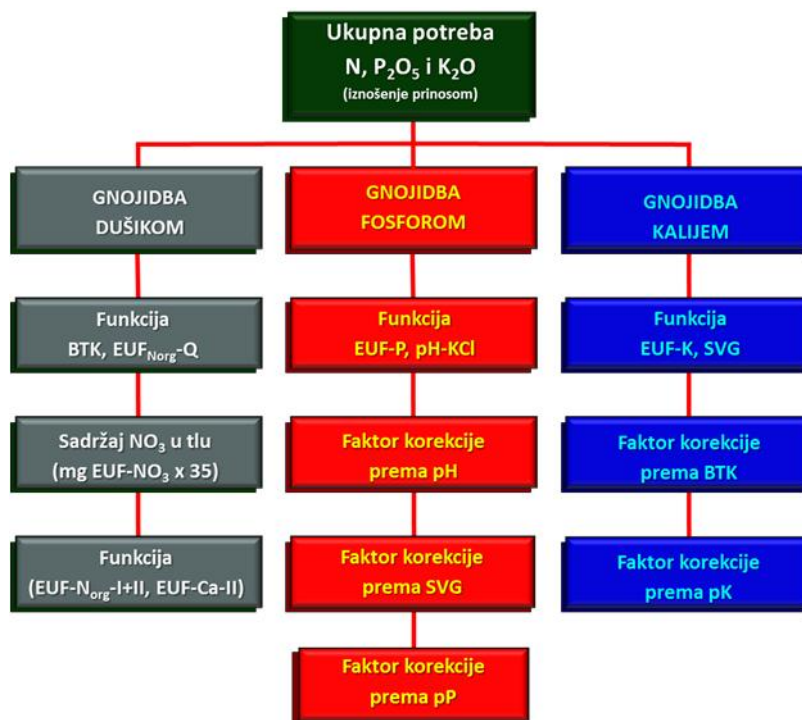 Ukupna potreba
N, P₂O₅ i K₂O
(iznošenje prinosom)
GNOJIDBA
DUŠIKOM
Funkcija
BTK, EUF_Norg-Q
Sadržaj NO₃ u tlu
(mg EUF-NO₃ x 35)
Funkcija
(EUF-N_org-I+II, EUF-Ca-II)
GNOJIDBA
FOSFOROM
Funkcija
EUF-P, pH-KCl
Faktor korekcije
prema pH
Faktor korekcije
prema SVG
Faktor korekcije
prema pP
GNOJIDBA
KALIJEM
Funkcija
EUF-K, SVG
Faktor korekcije
prema BTK
Faktor korekcije
prema pK